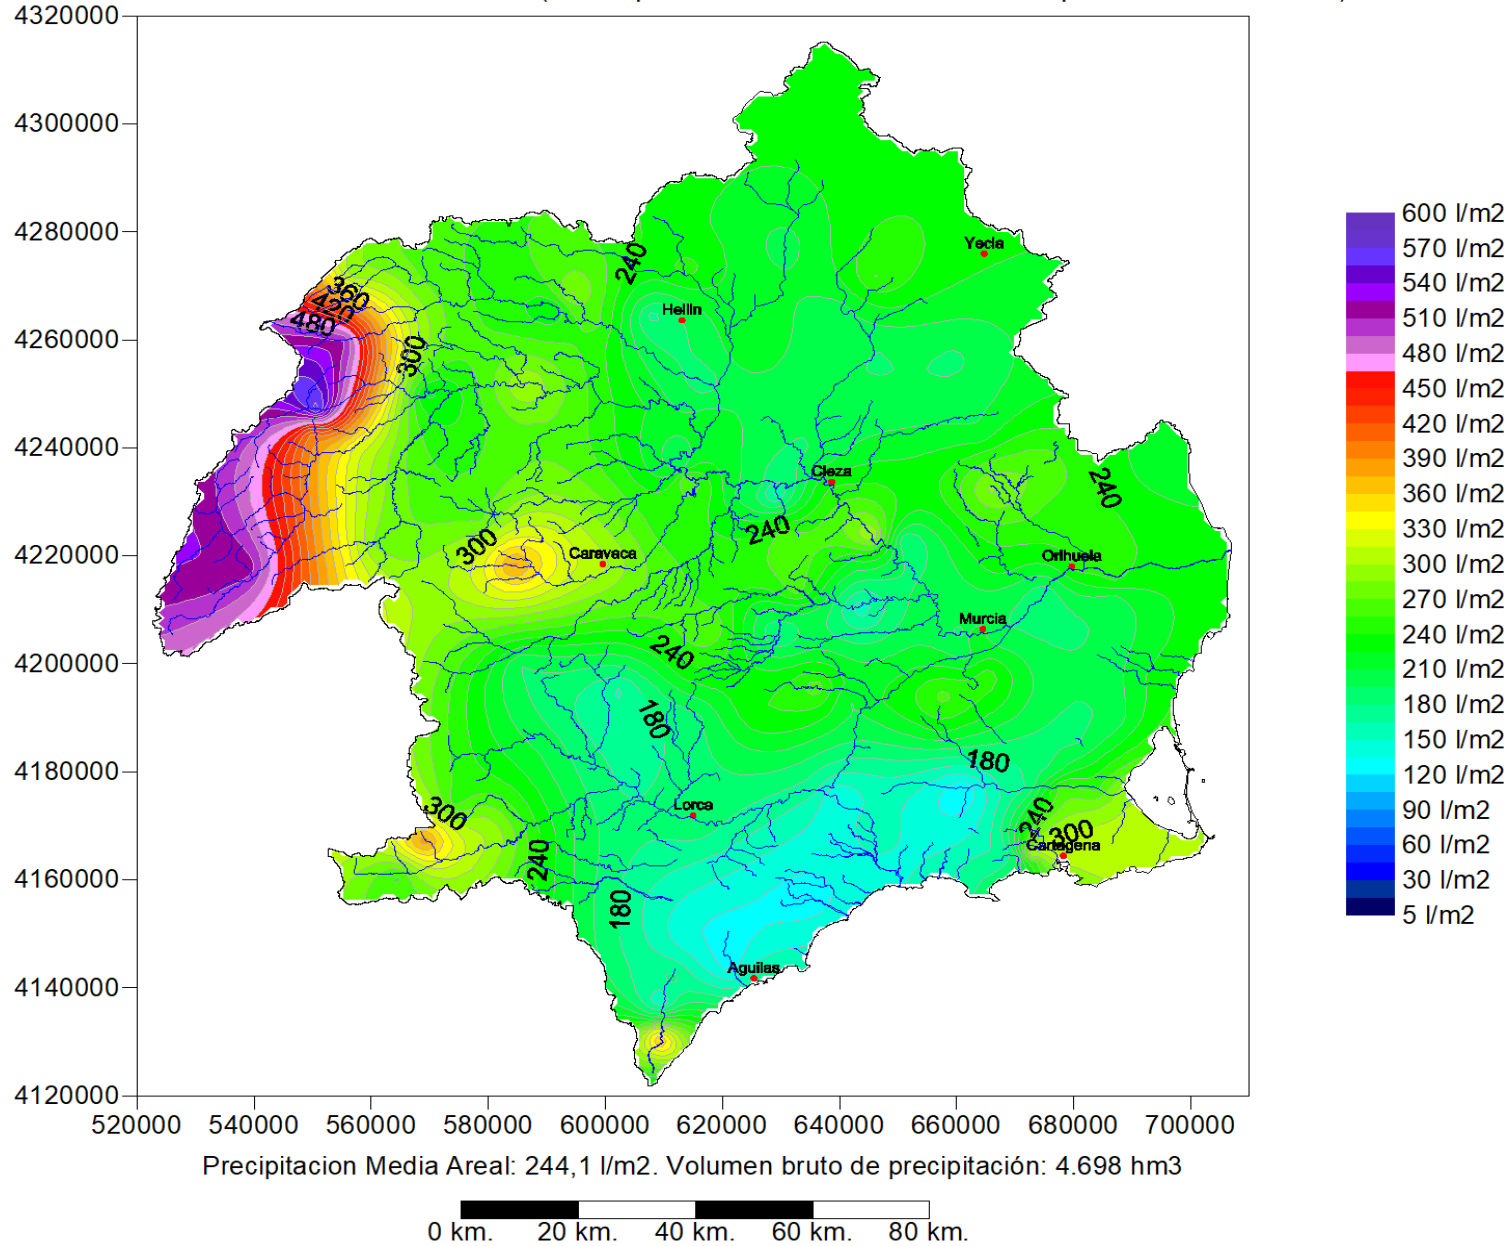 4320000
4300000
4280000
4260000
4240000
4220000
4200000
4180000
4160000
4140000
4120000
520000 540000 560000 580000 600000 620000 640000 660000 680000 700000
240
Yecla
360
420
480
Hellin
300
Cieza
240
240
300
Caravaca
Orihuela
Murcia
240
180
180
300
Lorca
240
300
Cartagena
240
180
Aguilas
600 l/m2
570 l/m2
540 l/m2
510 l/m2
480 l/m2
450 l/m2
420 l/m2
390 l/m2
360 l/m2
330 l/m2
300 l/m2
270 l/m2
240 l/m2
210 l/m2
180 l/m2
150 l/m2
120 l/m2
90 l/m2
60 l/m2
30 l/m2
5 l/m2
Precipitacion Media Areal: 244,1 l/m2. Volumen bruto de precipitación: 4.698 hm3
0 km. 20 km. 40 km. 60 km. 80 km.